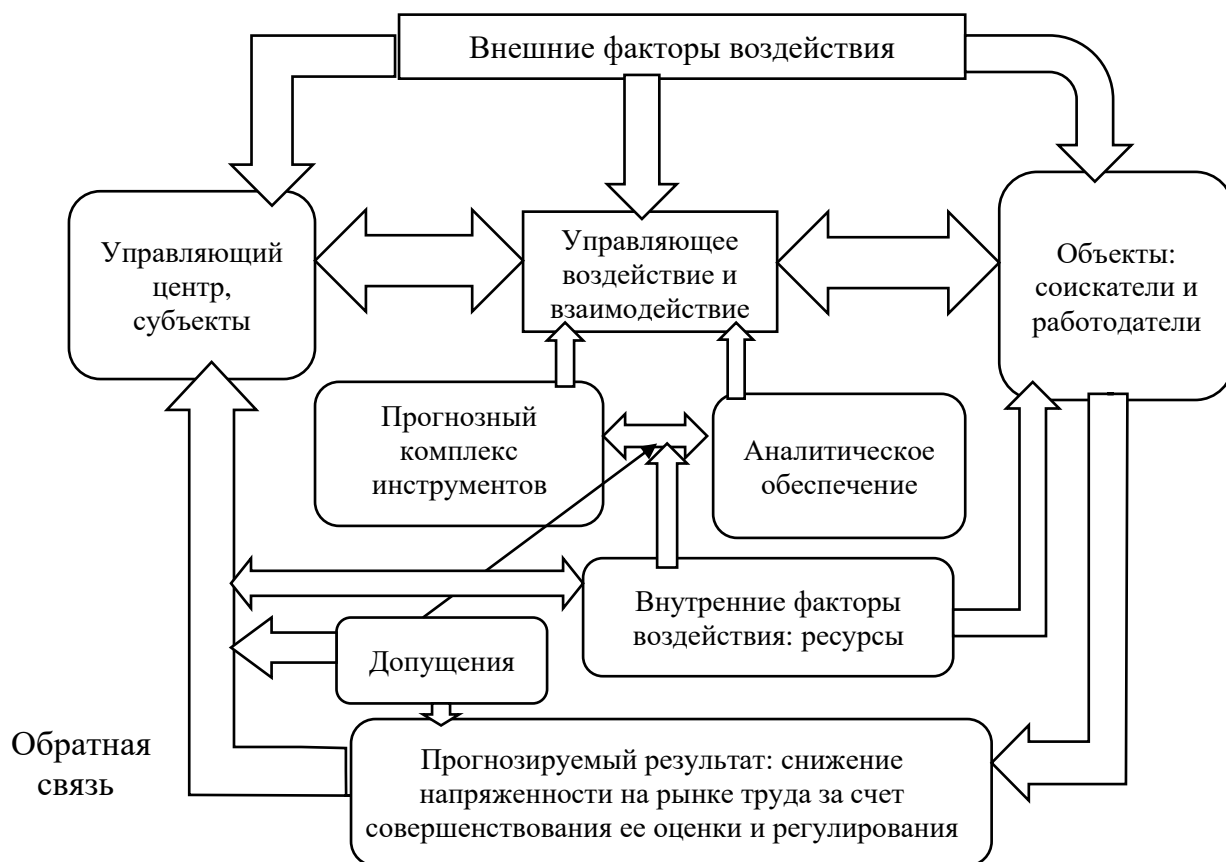 Внешние факторы воздействия
Управляющий
центр,
субъекты
Управляющее
воздействие и
взаимодействие
Объекты:
соискатели и
работодатели
Прогнозный
комплекс
инструментов
Аналитическое
обеспечение
Внутренние факторы
воздействия: ресурсы
Допущения
Обратная
связь
Прогнозируемый результат: снижение
напряженности на рынке труда за счет
совершенствования ее оценки и регулирования